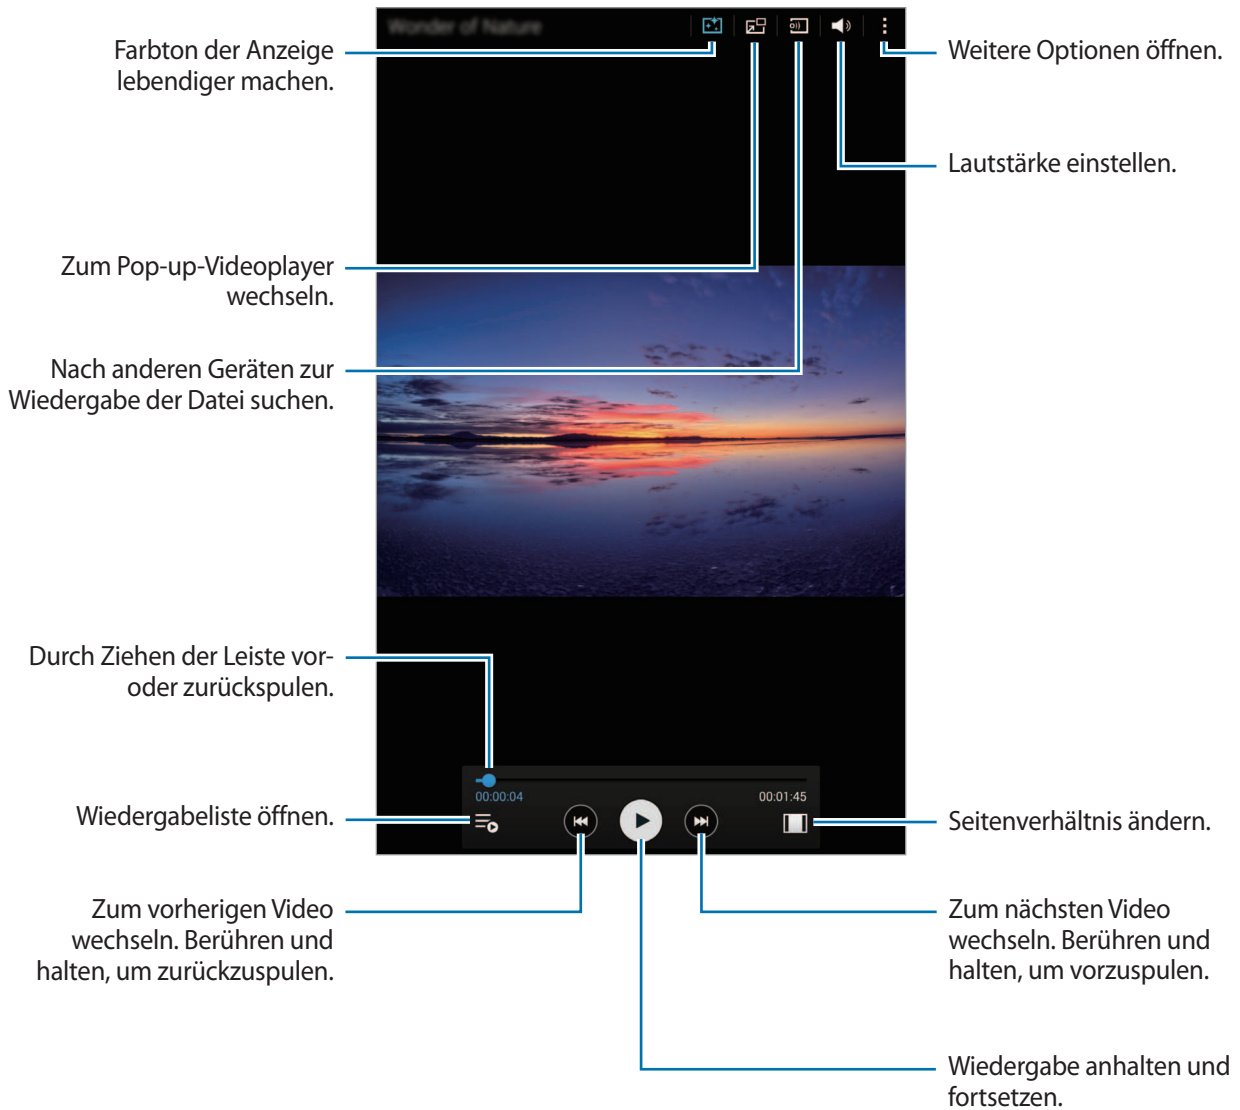 Wonder of Nature
Farbton der Anzeige
lebendiger machen.
Weitere Optionen öffnen.
Lautstärke einstellen.
Zum Pop-up-Videoplayer
wechseln.
Nach anderen Geräten zur
Wiedergabe der Datei suchen.
Durch Ziehen der Leiste vor-
oder zurückspulen.
00:00:04
00:01:45
Wiedergabeliste öffnen.
Seitenverhältnis ändern.
Zum vorherigen Video
wechseln. Berühren und
halten, um zurückzuspulen.
Zum nächsten Video
wechseln. Berühren und
halten, um vorzuspulen.
Wiedergabe anhalten und
fortsetzen.